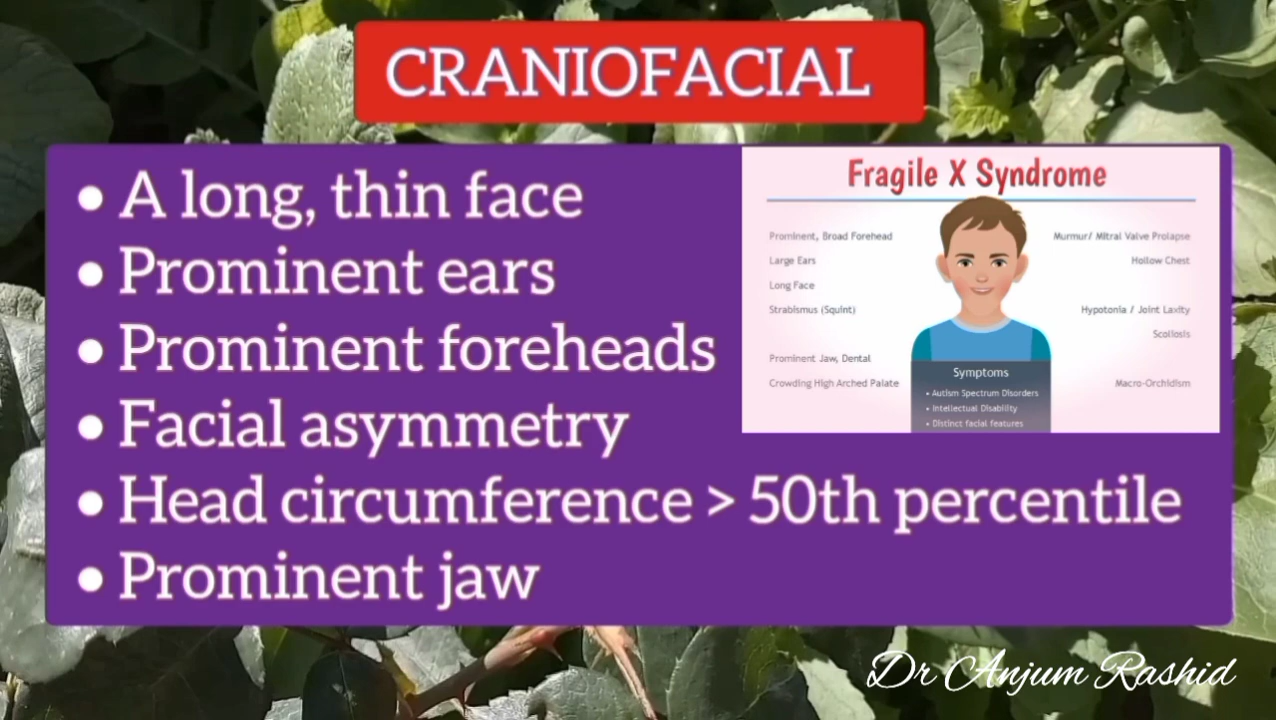 CRANIOFACIAL
• A long, thin face
• Prominent ears
• Prominent foreheads
• Facial asymmetry
• Head circumference > 50th percentile
• Prominent jaw
Fragile X Syndrome
Prominent, Broad Forehead
Large Ears
Long Face
Strabismus (Squint)
Prominent Jaw, Dental
Crowding High Arched Palate
Murmur/ Mitral Valve Prolapse
Hollow Chest
Hypotonia / Joint Laxity
Scoliosis
Macro-Orchidism
Symptoms
• Autism Spectrum Disorders
• Intellectual Disability
• Distinct facial features
Dr Anjum Rashid